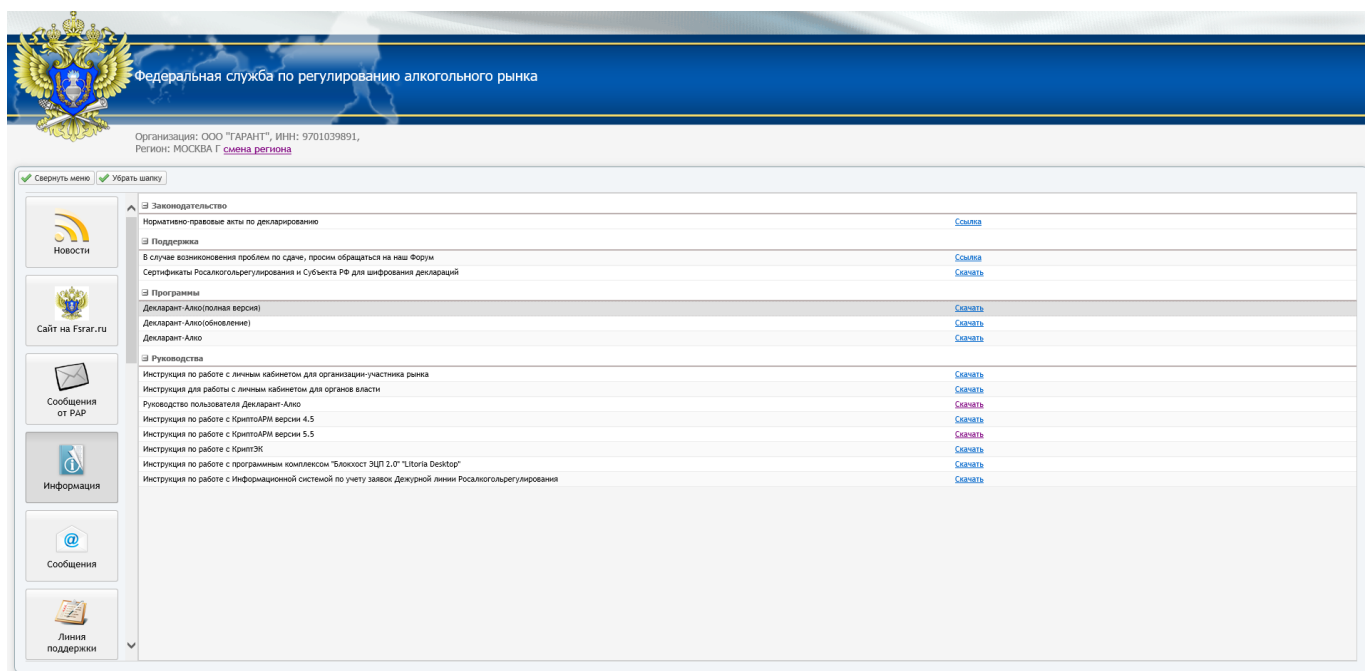 Федеральная служба по регулированию алкогольного рынка
Организация: ООО "ГАРАНТ", ИНН: 9701039891,
Регион: МОСКВА Г смена региона
Свернуть меню Убрать шапку
Новости
Сайт на Fsrar.ru
Сообщения
от РАР
Информация
Сообщения
Линия
поддержки
Законодательство
Нормативно-правовые акты по декларированию Ссылка
Поддержка
В случае возниконовения проблем по сдаче, просим обращаться на наш Форум Ссылка
Сертификаты Росалкогольрегулирования и Субъекта РФ для шифрования деклараций Скачать
Программы
Декларант-Алко(полная версия) Скачать
Декларант-Алко(обновление) Скачать
Декларант-Алко Скачать
Руководства
Инструкция по работе с личным кабинетом для организации-участника рынка Скачать
Инструкция для работы с личным кабинетом для органов власти Скачать
Руководство пользователя Декларант-Алко Скачать
Инструкция по работе с КриптоАРМ версии 4.5 Скачать
Инструкция по работе с КриптоАРМ версии 5.5 Скачать
Инструкция по работе с КриптЭК Скачать
Инструкция по работе с программным комплексом "Блокхост ЭЦП 2.0" "Litoria Desktop" Скачать
Инструкция по работе с Информационной системой по учету заявок Дежурной линии Росалкогольрегулирования Скачать